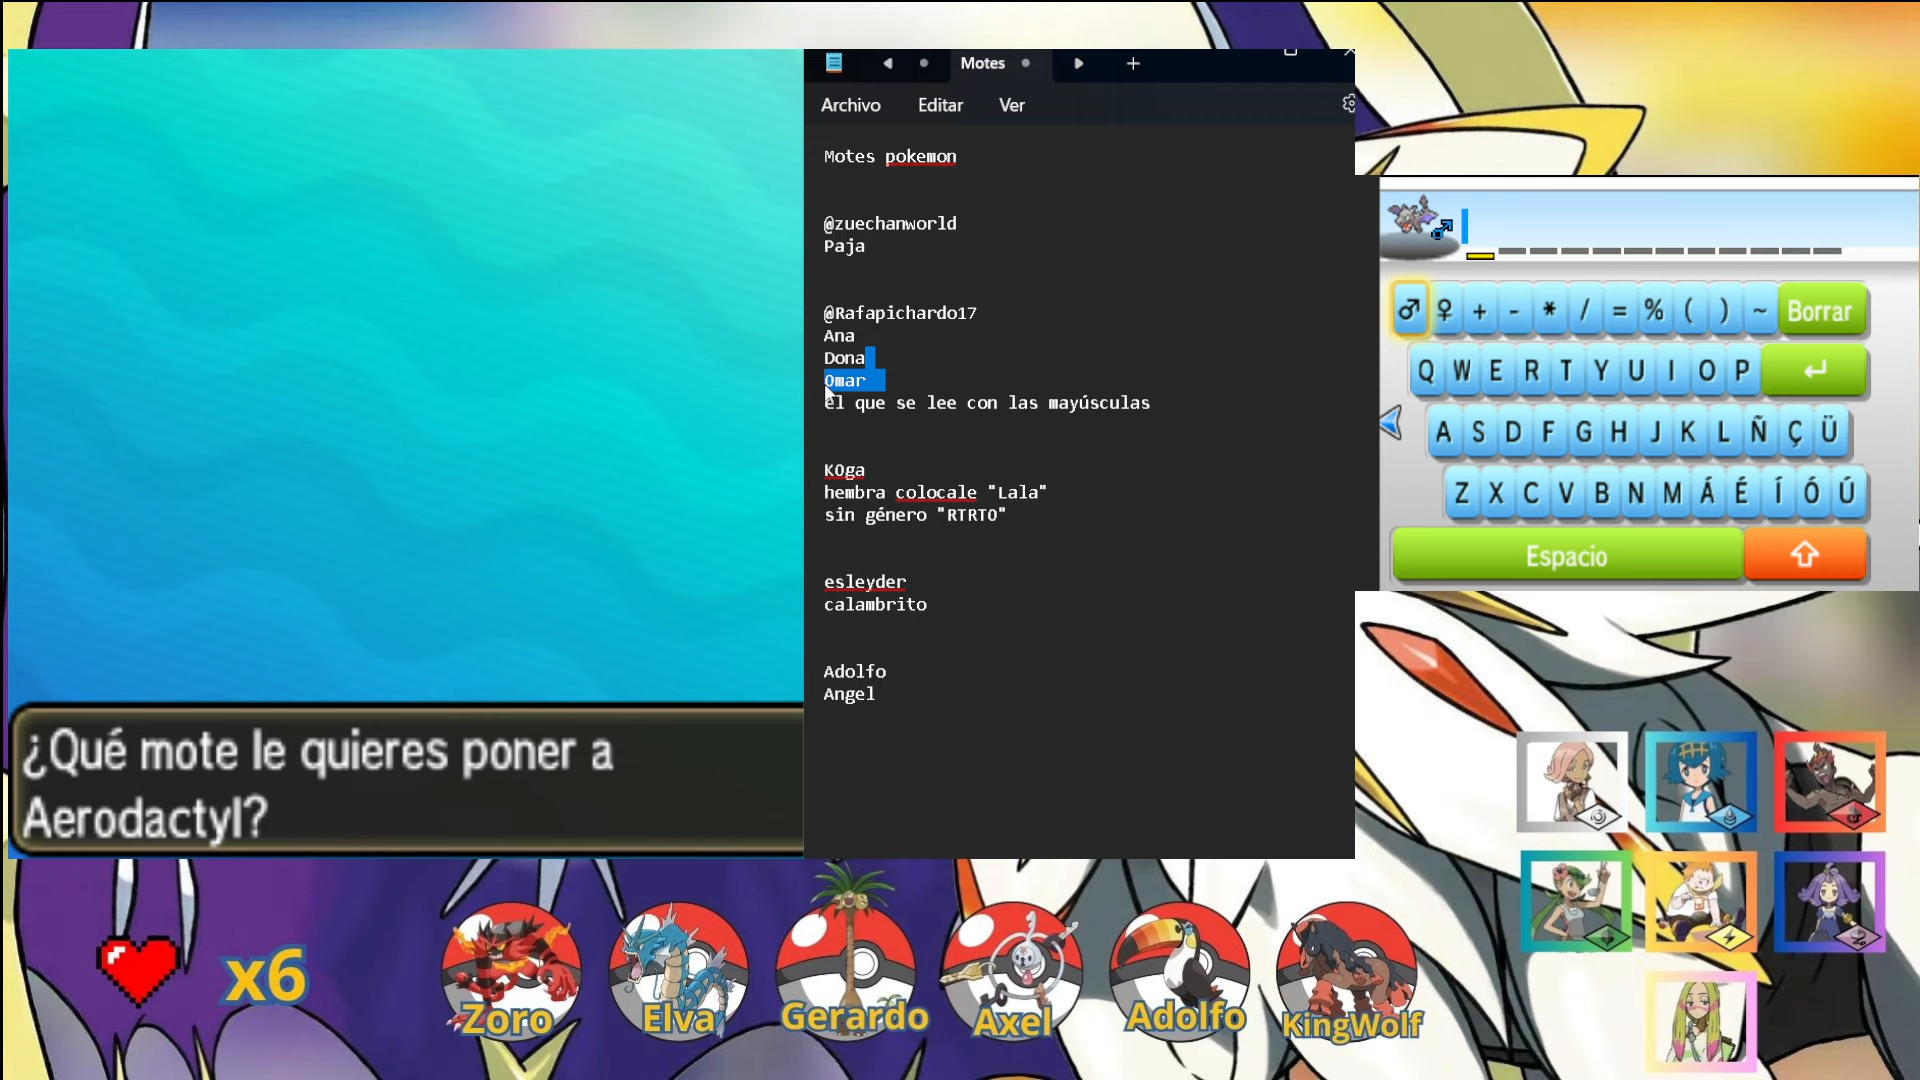 Motes
Archivo Editar Ver
Motes pokemon
@zuechanworld
Paja
@Rafapichardo17
Ana
Dona
Omar
el que se lee con las mayúsculas
KOga
hembra colocale "Lala"
sin género "RTRTO"
esleyder
calambrito
Adolfo
Angel
♂ ♀ + - * / = % ( ) ~ Borrar
Q W E R T Y U I O P
A S D F G H J K L Ñ Ç Ü
Z X C V B N M Á É Í Ó Ú
Espacio
¿Qué mote le quieres poner a
Aerodactyl?
x6
Zoro Elva Gerardo Axel Adolfo KingWolf